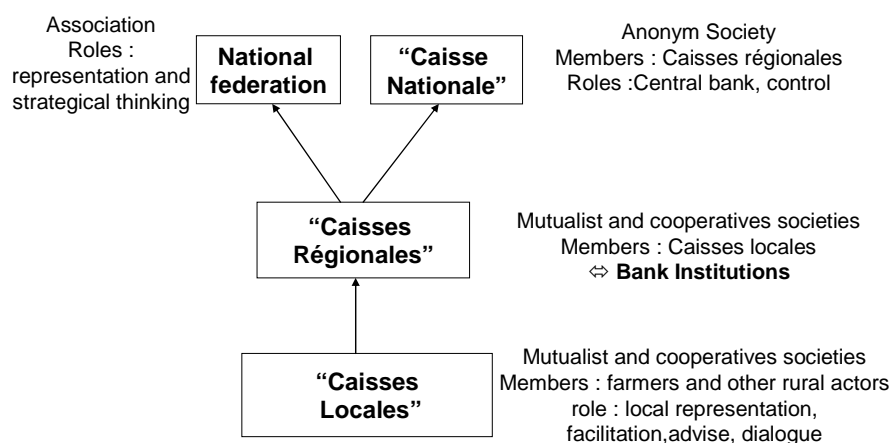 Association
Roles :
representation and
strategical thinking
National
federation
“Caisse
Nationale”
Anonym Society
Members : Caisses régionales
Roles :Central bank, control
“Caisses
Régionales”
Mutualist and cooperatives societies
Members : Caisses locales
⇔ Bank Institutions
“Caisses
Locales”
Mutualist and cooperatives societies
Members : farmers and other rural actors
role : local representation,
facilitation,advise, dialogue